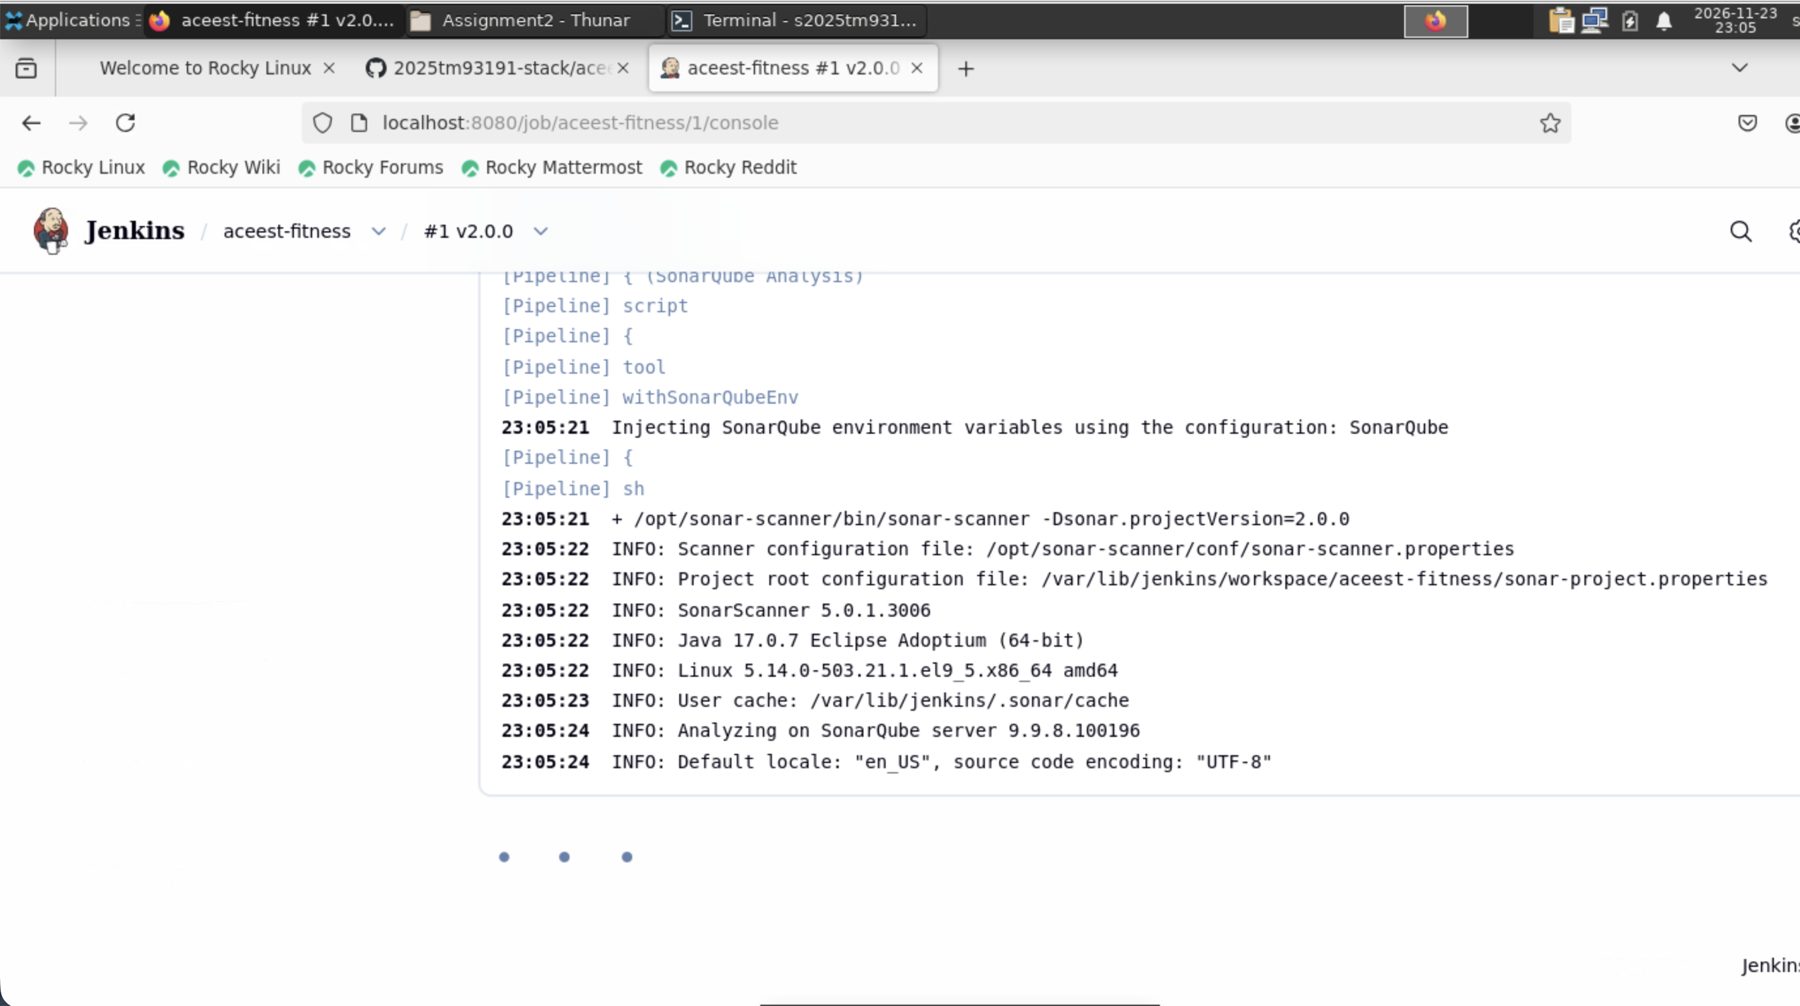 Applications
aceest-fitness #1 v2.0....
Assignment2 - Thunar
Terminal - s2025tm931...
2026-11-23
23:05
Welcome to Rocky Linux
2025tm93191-stack/acee
aceest-fitness #1 v2.0.0
localhost:8080/job/aceest-fitness/1/console
Rocky Linux
Rocky Wiki
Rocky Forums
Rocky Mattermost
Rocky Reddit
Jenkins / aceest-fitness / #1 v2.0.0
[Pipeline] { (SonarQube Analysis)
[Pipeline] script
[Pipeline] {
[Pipeline] tool
[Pipeline] withSonarQubeEnv
23:05:21 Injecting SonarQube environment variables using the configuration: SonarQube
[Pipeline] {
[Pipeline] sh
23:05:21 + /opt/sonar-scanner/bin/sonar-scanner -Dsonar.projectVersion=2.0.0
23:05:22 INFO: Scanner configuration file: /opt/sonar-scanner/conf/sonar-scanner.properties
23:05:22 INFO: Project root configuration file: /var/lib/jenkins/workspace/aceest-fitness/sonar-project.properties
23:05:22 INFO: SonarScanner 5.0.1.3006
23:05:22 INFO: Java 17.0.7 Eclipse Adoptium (64-bit)
23:05:22 INFO: Linux 5.14.0-503.21.1.el9_5.x86_64 amd64
23:05:23 INFO: User cache: /var/lib/jenkins/.sonar/cache
23:05:24 INFO: Analyzing on SonarQube server 9.9.8.100196
23:05:24 INFO: Default locale: "en_US", source code encoding: "UTF-8"
Jenkins